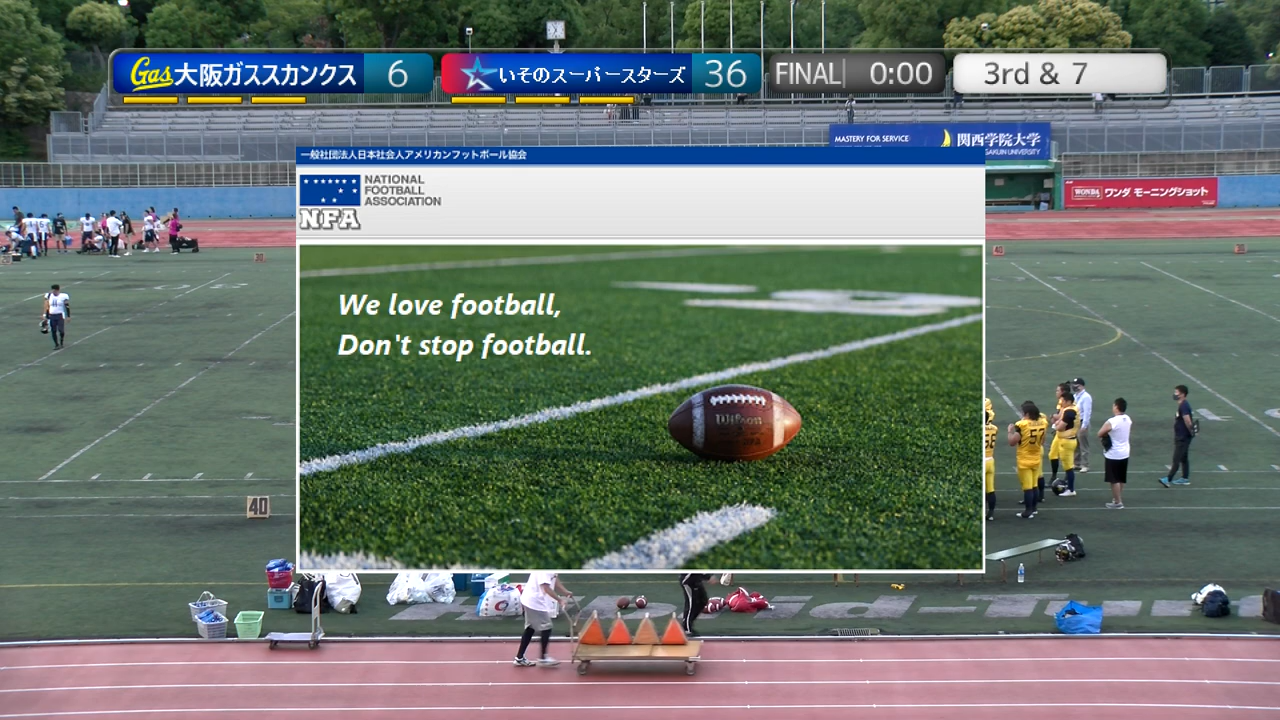 Gas 大阪ガススカンクス 6 いそのスーパースターズ 36 FINAL 0:00 3rd & 7
MASTERY FOR SERVICE 関西学院大学
一般社団法人日本社会人アメリカンフットボール協会
NFA NATIONAL
FOOTBALL
ASSOCIATION
WONDA ワンダ モーニングショット
We love football,
Don't stop football.
Wilson
57
40